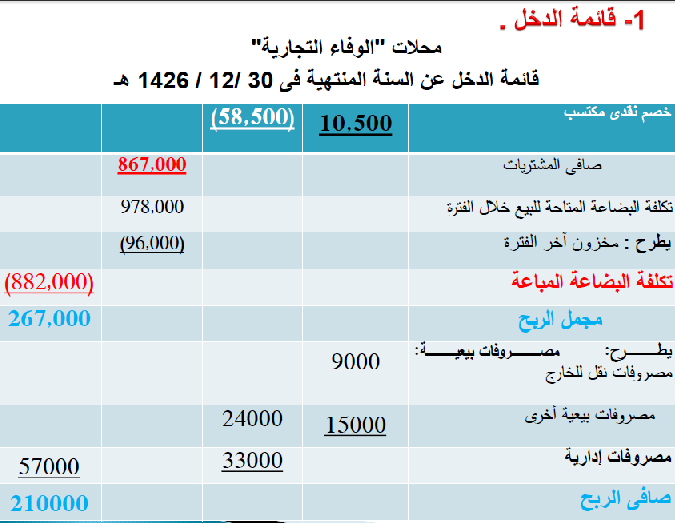 1- قائمة الدخل .
محلات "الوفاء التجارية"
قائمة الدخل عن السنة المنتهية فى 30 /12 / 1426 هـ
خصم نقدى مكتسب 10,500 (58,500)
صافى المشتريات 867,000
تكلفة البضاعة المتاحة للبيع خلال الفترة 978,000
يطرح : مخزون آخر الفترة (96,000)
تكلفة البضاعة المباعة (882,000)
مجمل الربح 267,000
يطـــرح: مصـــروفات بيعيـــة:
مصروفات نقل للخارج 9000
مصروفات بيعية أخرى 15000 24000
مصروفات إدارية 33000 57000
صافى الربح 210000